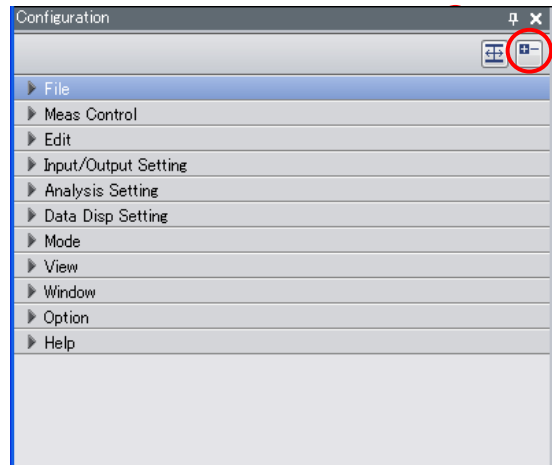 Configuration
File
Meas Control
Edit
Input/Output Setting
Analysis Setting
Data Disp Setting
Mode
View
Window
Option
Help